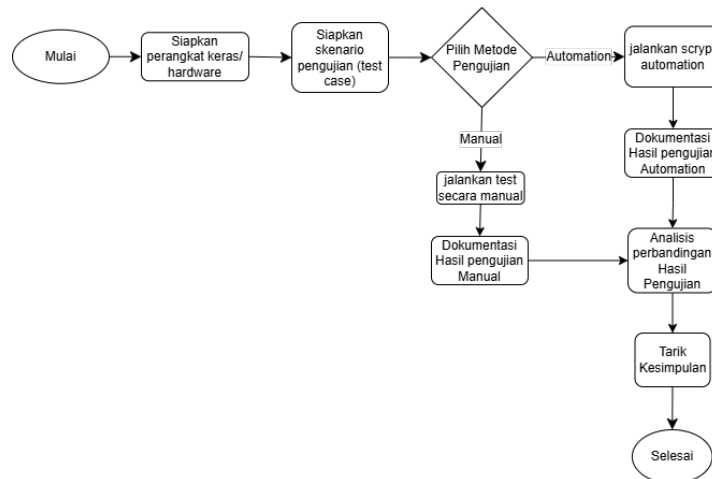 Mulai
Siapkan
perangkat keras/
hardware
Siapkan
skenario
pengujian (test
case)
Pilih Metode
Pengujian
Automation
jalankan scrypt
automation
Manual
jalankan test
secara manual
Dokumentasi
Hasil pengujian
Manual
Dokumentasi
Hasil pengujian
Automation
Analisis
perbandingan
Hasil
Pengujian
Tarik
Kesimpulan
Selesai